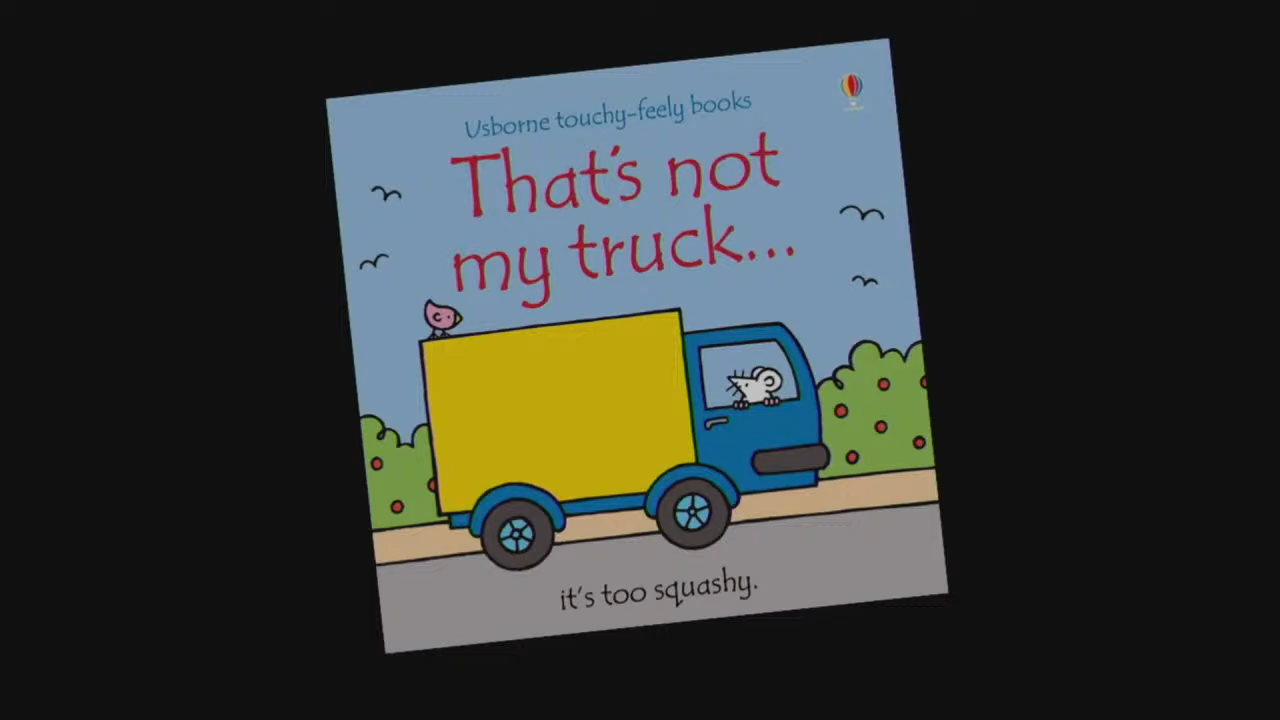 Usborne touchy-feely books
That's not
my truck...
it's too squashy.